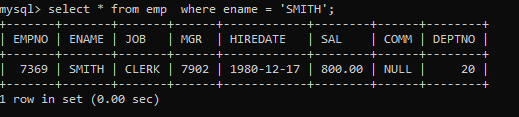 mysql> select * from emp  where ename = 'SMITH';
+-------+-------+-------+------+------------+--------+------+--------+
| EMPNO | ENAME | JOB   | MGR  | HIREDATE   | SAL    | COMM | DEPTNO |
+-------+-------+-------+------+------------+--------+------+--------+
|  7369 | SMITH | CLERK | 7902 | 1980-12-17 | 800.00 | NULL |     20 |
+-------+-------+-------+------+------------+--------+------+--------+
1 row in set (0.00 sec)